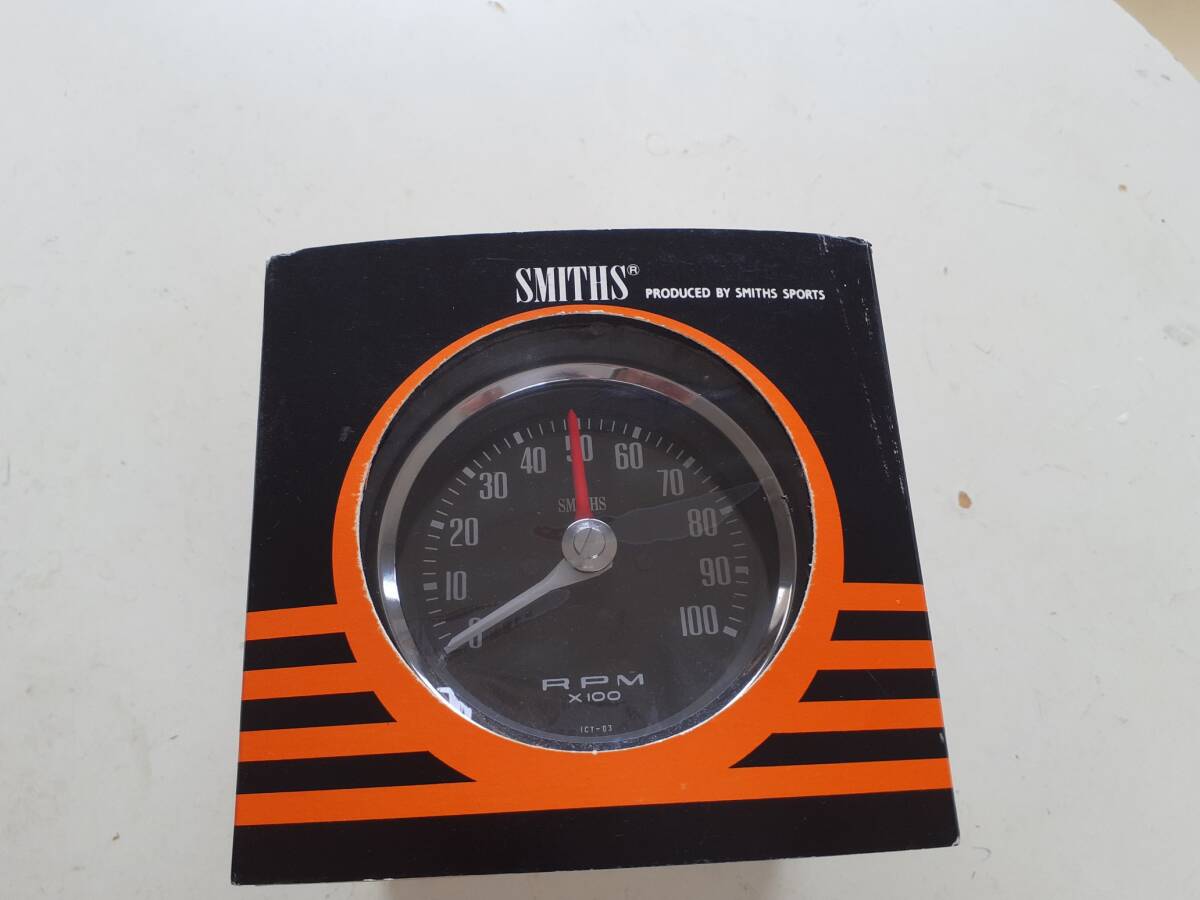 SMITHS® PRODUCED BY SMITHS SPORTS
0 10 20 30 40 50 60 70 80 90 100
SMITHS
RPM
X100
ICT-03